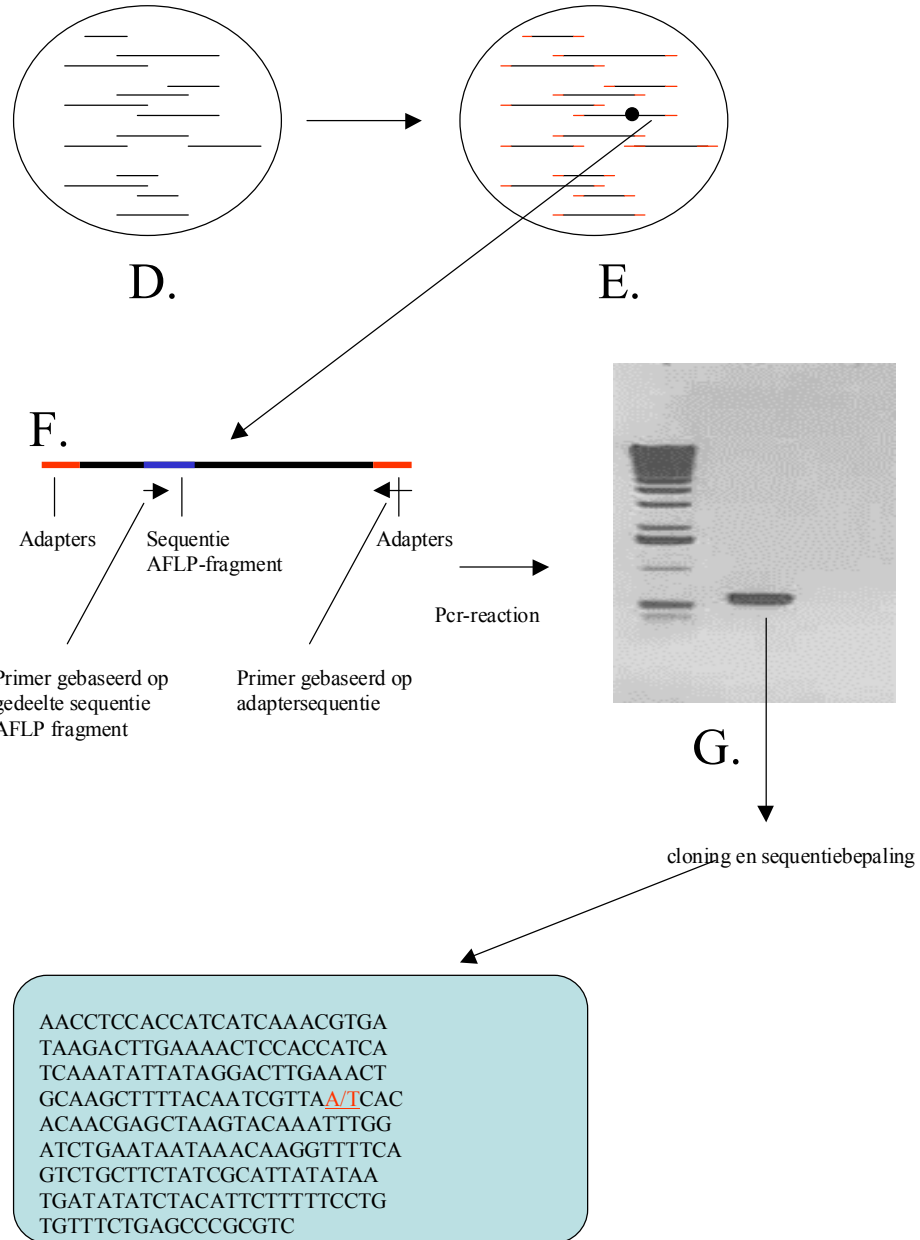 D.
E.
F.
Adapters
Sequentie
AFLP-fragment
Adapters
Pcr-reaction
Primer gebaseerd op
gedeelte sequentie
AFLP fragment
Primer gebaseerd op
adaptersequentie
G.
cloning en sequentiebepaling
AACCTCCACCATCATCAAACGTGA
TAAGACTTGAAAACTCCACCATCA
TCAAATATTATAGGACTTGAAACT
GCAAGCTTTTACAATCGTTAA/TCAC
ACAACGAGCTAAGTACAAATTTGG
ATCTGAATAATAAACAAGGTTTTCA
GTCTGCTTCTATCGCATTATATAA
TGATATATCTACATTCTTTTTCCTG
TGTTTCTGAGCCCGCGTC